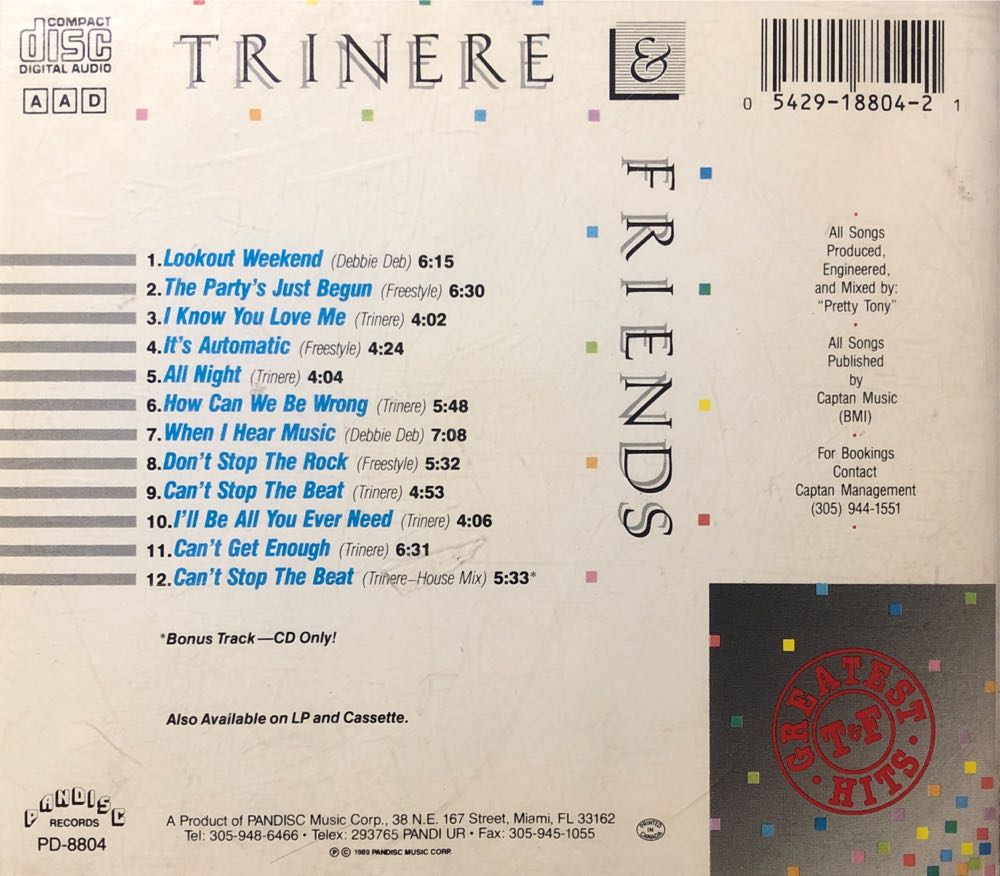 COMPACT
disc
DIGITAL AUDIO
A A D
TRINERE
&
FRIENDS
0 5429-18804-2 1
1. Lookout Weekend (Debbie Deb) 6:15
2. The Party's Just Begun (Freestyle) 6:30
3. I Know You Love Me (Trinere) 4:02
4. It's Automatic (Freestyle) 4:24
5. All Night (Trinere) 4:04
6. How Can We Be Wrong (Trinere) 5:48
7. When I Hear Music (Debbie Deb) 7:08
8. Don't Stop The Rock (Freestyle) 5:32
9. Can't Stop The Beat (Trinere) 4:53
10. I'll Be All You Ever Need (Trinere) 4:06
11. Can't Get Enough (Trinere) 6:31
12. Can't Stop The Beat (Trinere–House Mix) 5:33*
*Bonus Track—CD Only!
Also Available on LP and Cassette.
All Songs
Produced,
Engineered,
and Mixed by:
"Pretty Tony"
All Songs
Published
by
Captan Music
(BMI)
For Bookings
Contact
Captan Management
(305) 944-1551
GREATEST
T&F
HITS
PANDISC
RECORDS
PD-8804
A Product of PANDISC Music Corp., 38 N.E. 167 Street, Miami, FL 33162
Tel: 305-948-6466 • Telex: 293765 PANDI UR • Fax: 305-945-1055
℗ © 1989 PANDISC MUSIC CORP.
PRINTED
IN
CANADA